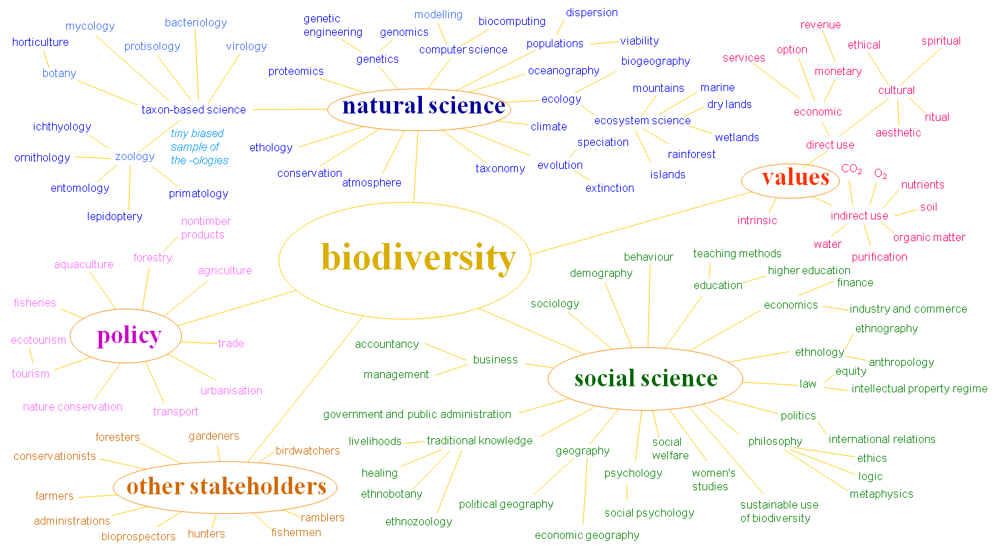 mycology
bacteriology
horticulture
protisology
virology
botany
taxon-based science
ichthyology
tiny biased
sample of
the -ologies
ornithology
zoology
entomology
primatology
lepidoptery
genetic
engineering
genomics
modelling
biocomputing
dispersion
populations
viability
computer science
genetics
proteomics
oceanography
biogeography
natural science
ecology
mountains
marine
dry lands
ecosystem science
climate
wetlands
ethology
speciation
rainforest
conservation
taxonomy
evolution
islands
atmosphere
extinction
revenue
option
ethical
spiritual
services
monetary
cultural
economic
ritual
aesthetic
direct use
values
CO₂
O₂
nutrients
soil
intrinsic
indirect use
water
organic matter
purification
biodiversity
nontimber
products
aquaculture
forestry
agriculture
fisheries
policy
ecotourism
trade
tourism
urbanisation
nature conservation
transport
behaviour
teaching methods
demography
higher education
education
finance
sociology
economics
industry and commerce
ethnography
accountancy
ethnology
business
anthropology
management
equity
social science
law
intellectual property regime
government and public administration
politics
livelihoods
traditional knowledge
geography
social
welfare
philosophy
international relations
ethics
healing
psychology
women's
studies
logic
ethnobotany
metaphysics
political geography
sustainable use
of biodiversity
social psychology
ethnozoology
economic geography
foresters
gardeners
conservationists
birdwatchers
other stakeholders
farmers
administrations
ramblers
bioprospectors
hunters
fishermen